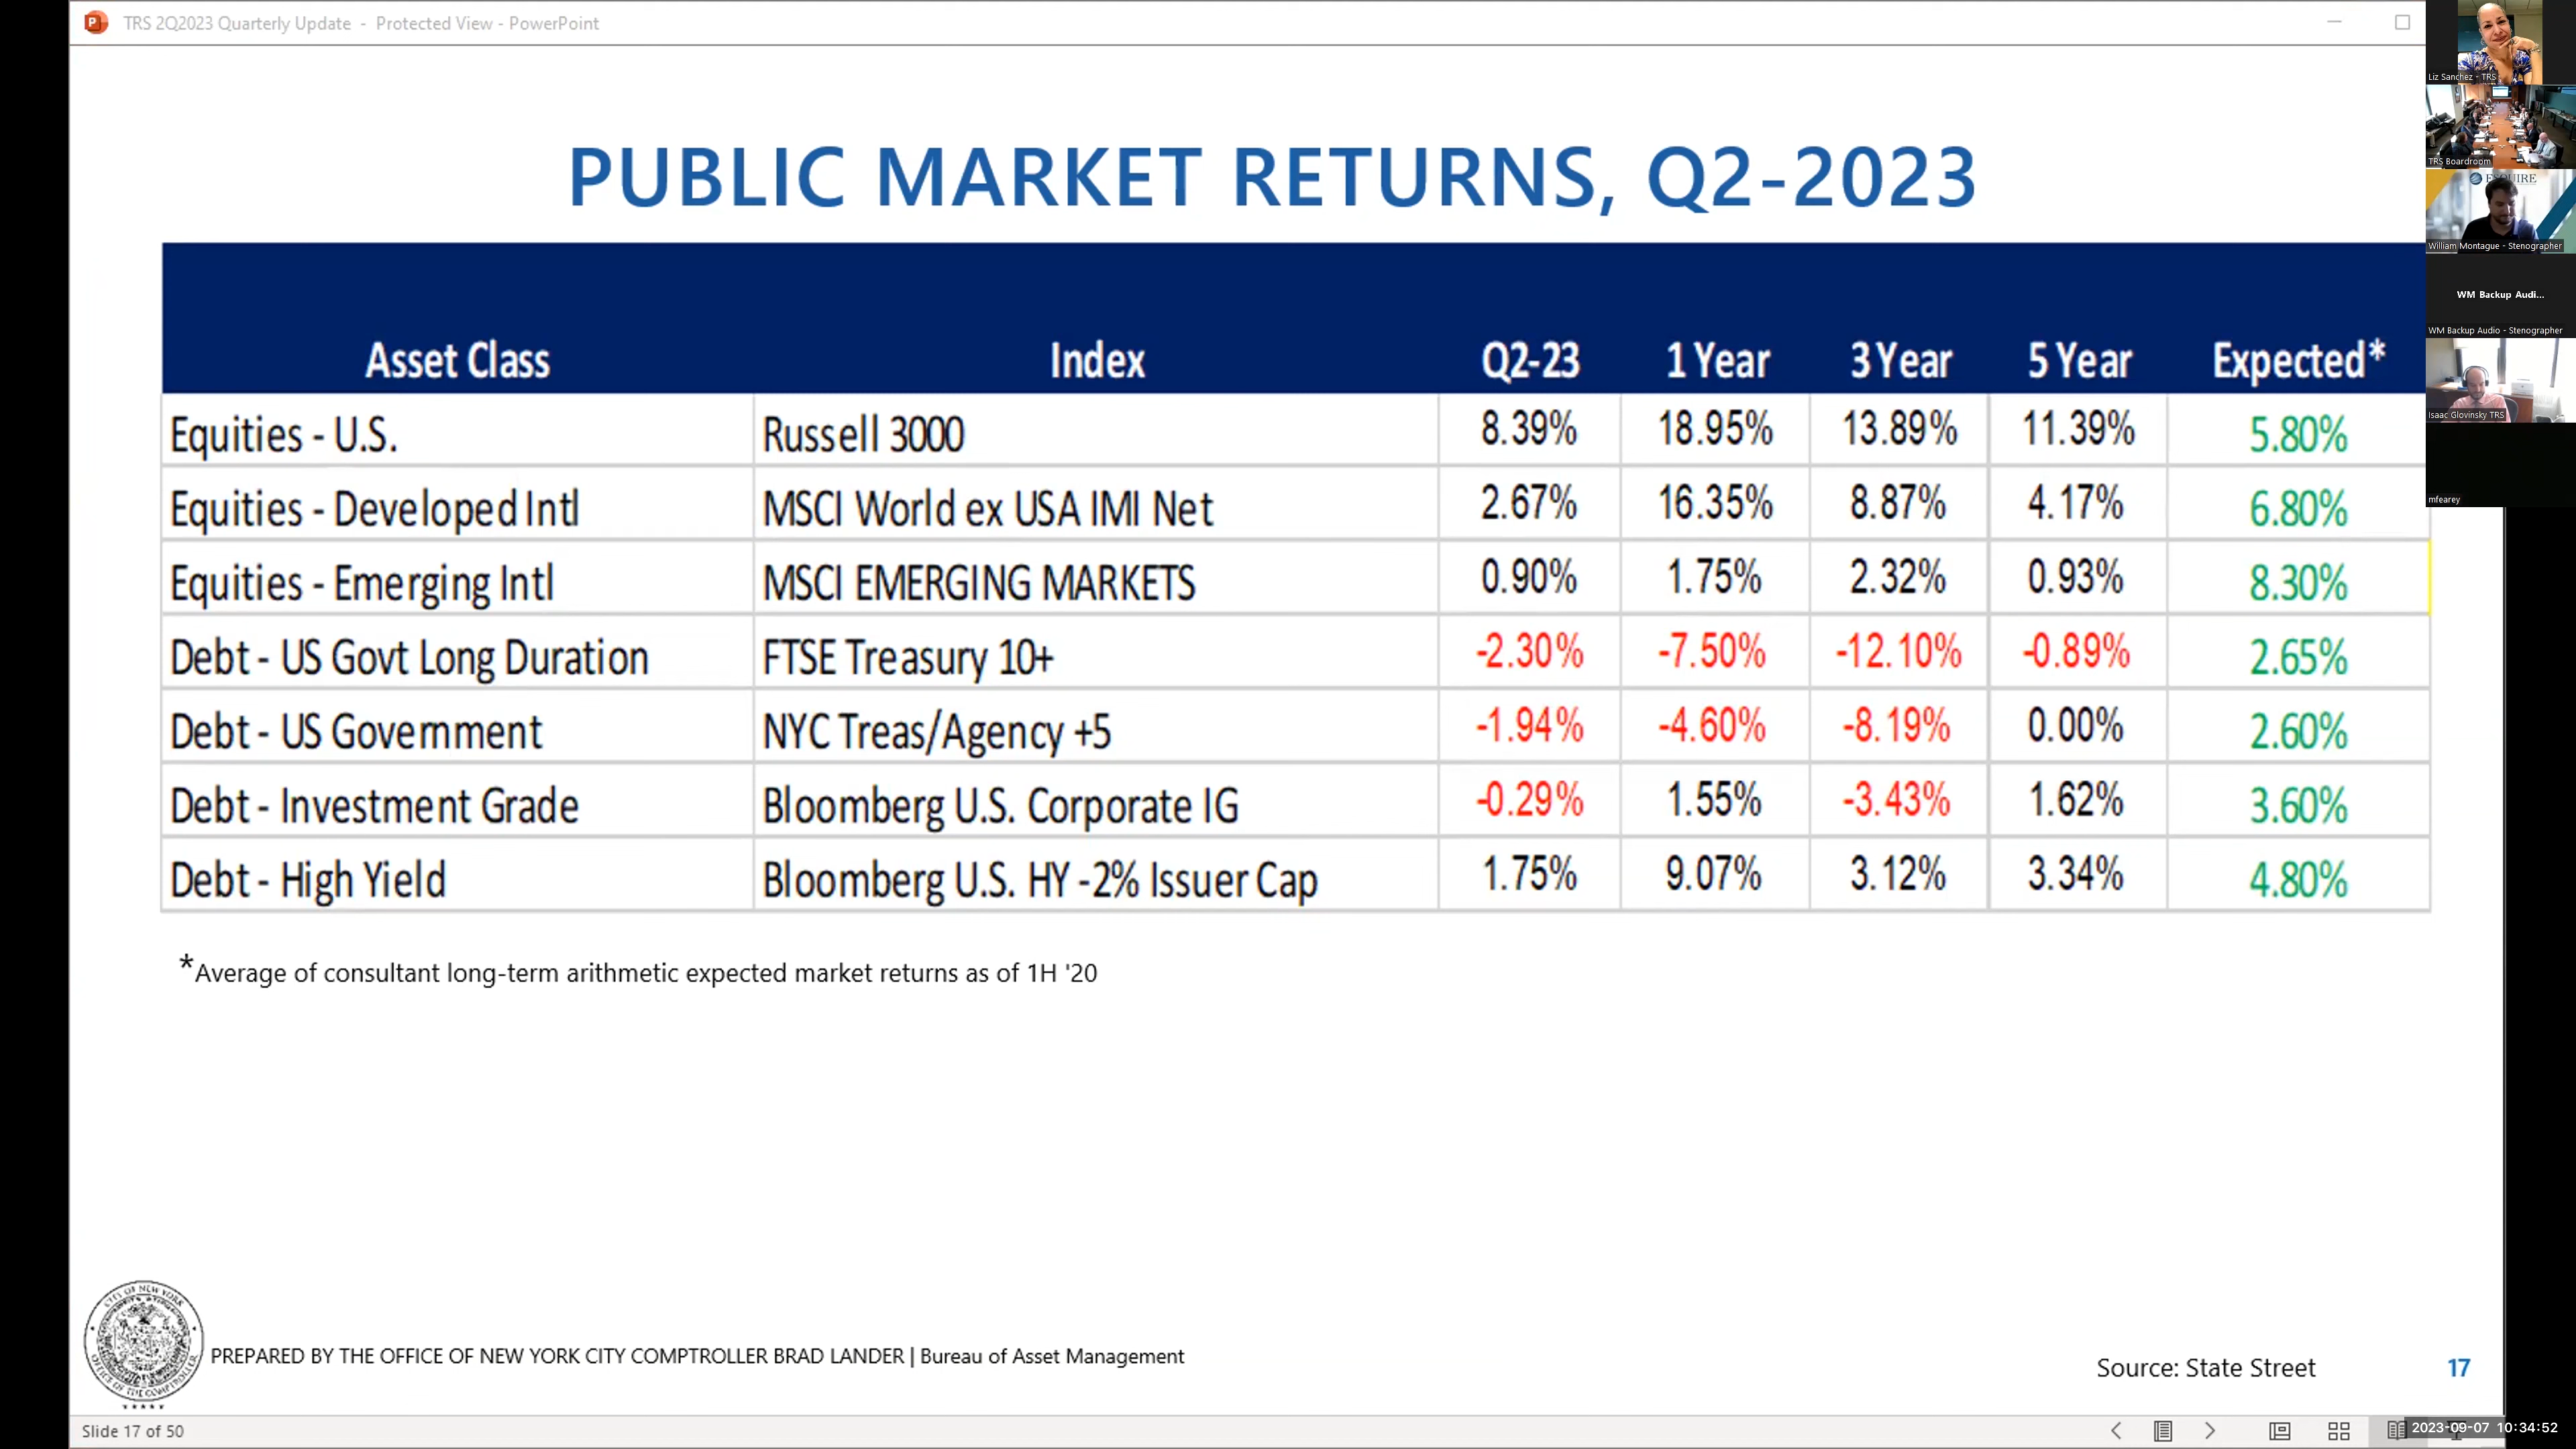 TRS 2Q2023 Quarterly Update - Protected View - PowerPoint
PUBLIC MARKET RETURNS, Q2-2023
Asset Class Index Q2-23 1 Year 3 Year 5 Year Expected*
Equities - U.S. Russell 3000 8.39% 18.95% 13.89% 11.39% 5.80%
Equities - Developed Intl MSCI World ex USA IMI Net 2.67% 16.35% 8.87% 4.17% 6.80%
Equities - Emerging Intl MSCI EMERGING MARKETS 0.90% 1.75% 2.32% 0.93% 8.30%
Debt - US Govt Long Duration FTSE Treasury 10+ -2.30% -7.50% -12.10% -0.89% 2.65%
Debt - US Government NYC Treas/Agency +5 -1.94% -4.60% -8.19% 0.00% 2.60%
Debt - Investment Grade Bloomberg U.S. Corporate IG -0.29% 1.55% -3.43% 1.62% 3.60%
Debt - High Yield Bloomberg U.S. HY -2% Issuer Cap 1.75% 9.07% 3.12% 3.34% 4.80%
*Average of consultant long-term arithmetic expected market returns as of 1H '20
PREPARED BY THE OFFICE OF NEW YORK CITY COMPTROLLER BRAD LANDER | Bureau of Asset Management
Source: State Street
17
Slide 17 of 50
2023-09-07 10:34:52
Liz Sanchez - TRS
TRS Boardroom
ESQUIRE
William Montague - Stenographer
WM Backup Audi...
WM Backup Audio - Stenographer
Isaac Glovinsky TRS
mfearey
CITY OF NEW YORK
OFFICE OF THE COMPTROLLER